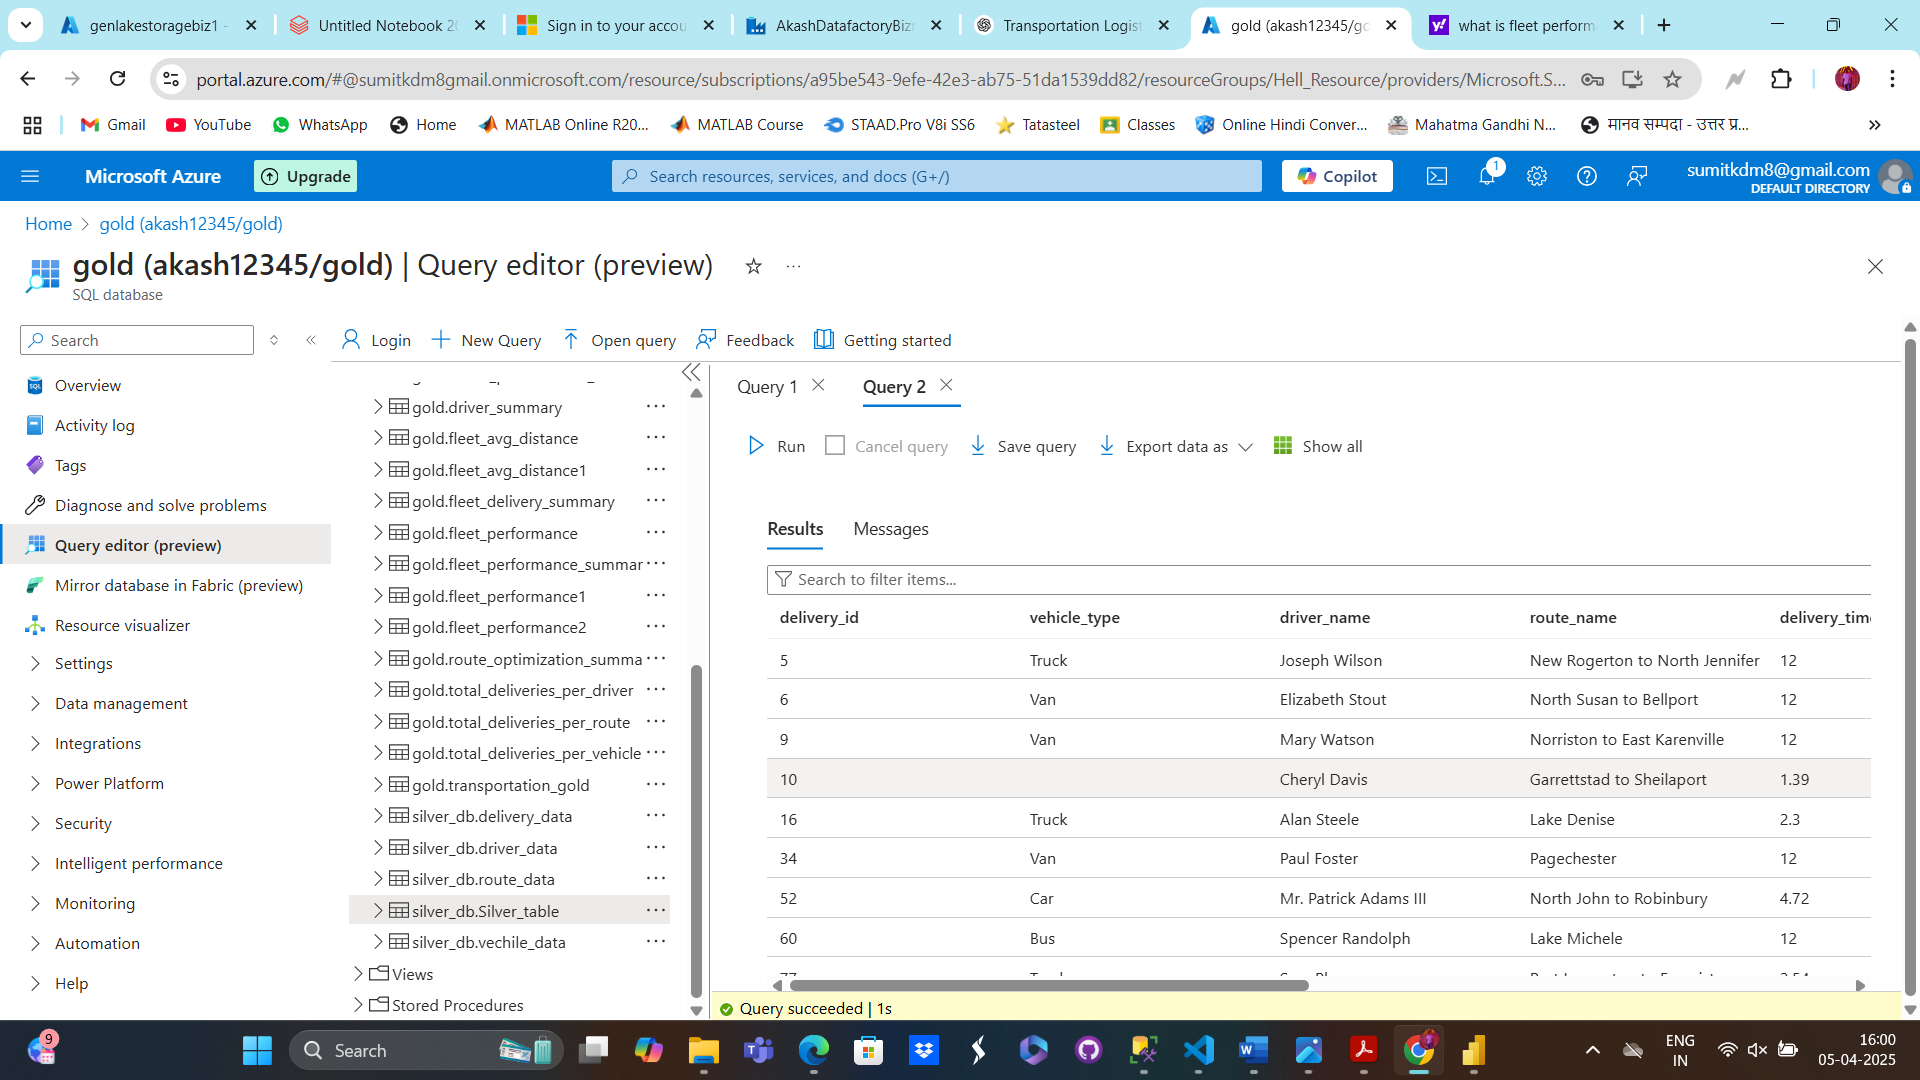 genlakestoragebiz1 -
Untitled Notebook 20
Sign in to your accou
AkashDatafactoryBizr
Transportation Logist
gold (akash12345/go
what is fleet perform
portal.azure.com/#@sumitkdm8gmail.onmicrosoft.com/resource/subscriptions/a95be543-9efe-42e3-ab75-51da1539dd82/resourceGroups/Hell_Resource/providers/Microsoft.S...
Gmail
YouTube
WhatsApp
Home
MATLAB Online R20...
MATLAB Course
STAAD.Pro V8i SS6
Tatasteel
Classes
Online Hindi Conver...
Mahatma Gandhi N...
मानव सम्पदा - उत्तर प्र...
Microsoft Azure
Upgrade
Search resources, services, and docs (G+/)
Copilot
1
sumitkdm8@gmail.com
DEFAULT DIRECTORY
Home > gold (akash12345/gold)
gold (akash12345/gold) | Query editor (preview)
SQL database
Search
Login
New Query
Open query
Feedback
Getting started
Overview
Activity log
Tags
Diagnose and solve problems
Query editor (preview)
Mirror database in Fabric (preview)
Resource visualizer
Settings
Data management
Integrations
Power Platform
Security
Intelligent performance
Monitoring
Automation
Help
gold.driver_summary
gold.fleet_avg_distance
gold.fleet_avg_distance1
gold.fleet_delivery_summary
gold.fleet_performance
gold.fleet_performance_summar
gold.fleet_performance1
gold.fleet_performance2
gold.route_optimization_summa
gold.total_deliveries_per_driver
gold.total_deliveries_per_route
gold.total_deliveries_per_vehicle
gold.transportation_gold
silver_db.delivery_data
silver_db.driver_data
silver_db.route_data
silver_db.Silver_table
silver_db.vechile_data
Views
Stored Procedures
Query 1
Query 2
Run
Cancel query
Save query
Export data as
Show all
Results
Messages
Search to filter items...
delivery_id vehicle_type driver_name route_name delivery_time
5 Truck Joseph Wilson New Rogerton to North Jennifer 12
6 Van Elizabeth Stout North Susan to Bellport 12
9 Van Mary Watson Norriston to East Karenville 12
10 Cheryl Davis Garrettstad to Sheilaport 1.39
16 Truck Alan Steele Lake Denise 2.3
34 Van Paul Foster Pagechester 12
52 Car Mr. Patrick Adams III North John to Robinbury 4.72
60 Bus Spencer Randolph Lake Michele 12
Query succeeded | 1s
9
Search
ENG
IN
16:00
05-04-2025